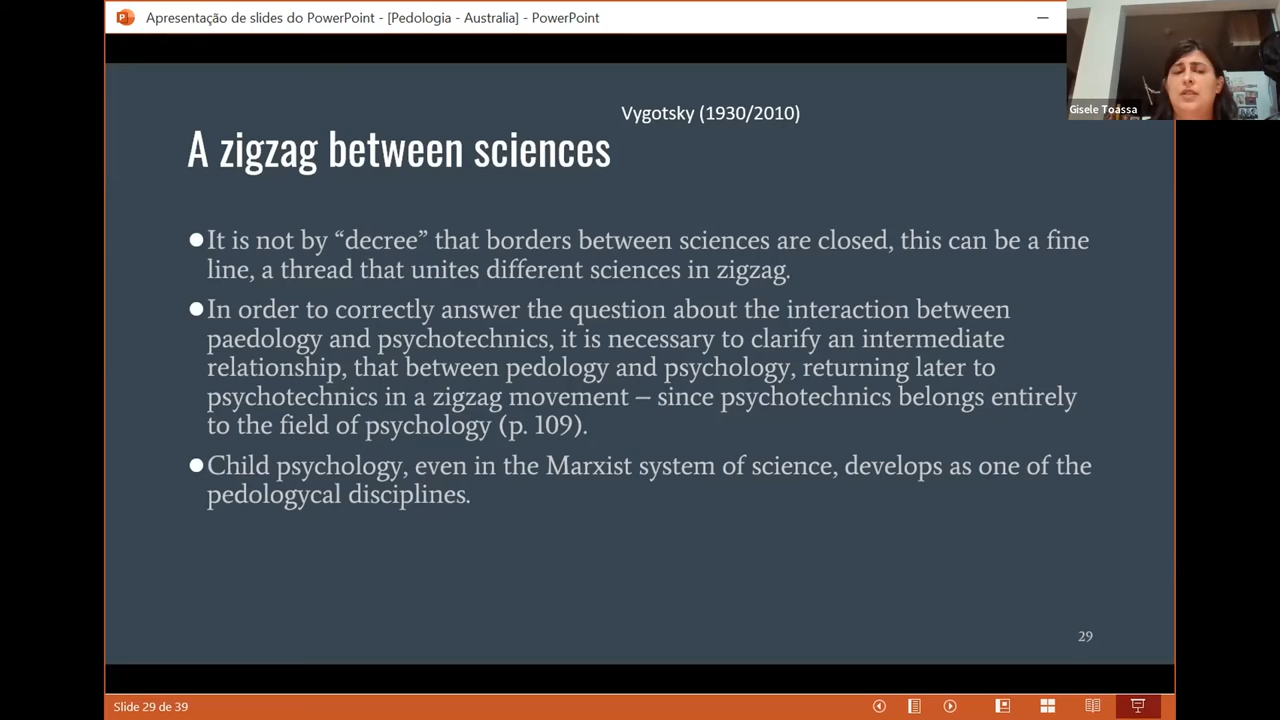 Apresentação de slides do PowerPoint - [Pedologia - Australia] - PowerPoint
Gisele Toassa
Vygotsky (1930/2010)
A zigzag between sciences
●It is not by “decree” that borders between sciences are closed, this can be a fine
line, a thread that unites different sciences in zigzag.
●In order to correctly answer the question about the interaction between
paedology and psychotechnics, it is necessary to clarify an intermediate
relationship, that between pedology and psychology, returning later to
psychotechnics in a zigzag movement – since psychotechnics belongs entirely
to the field of psychology (p. 109).
●Child psychology, even in the Marxist system of science, develops as one of the
pedologycal disciplines.
29
Slide 29 de 39